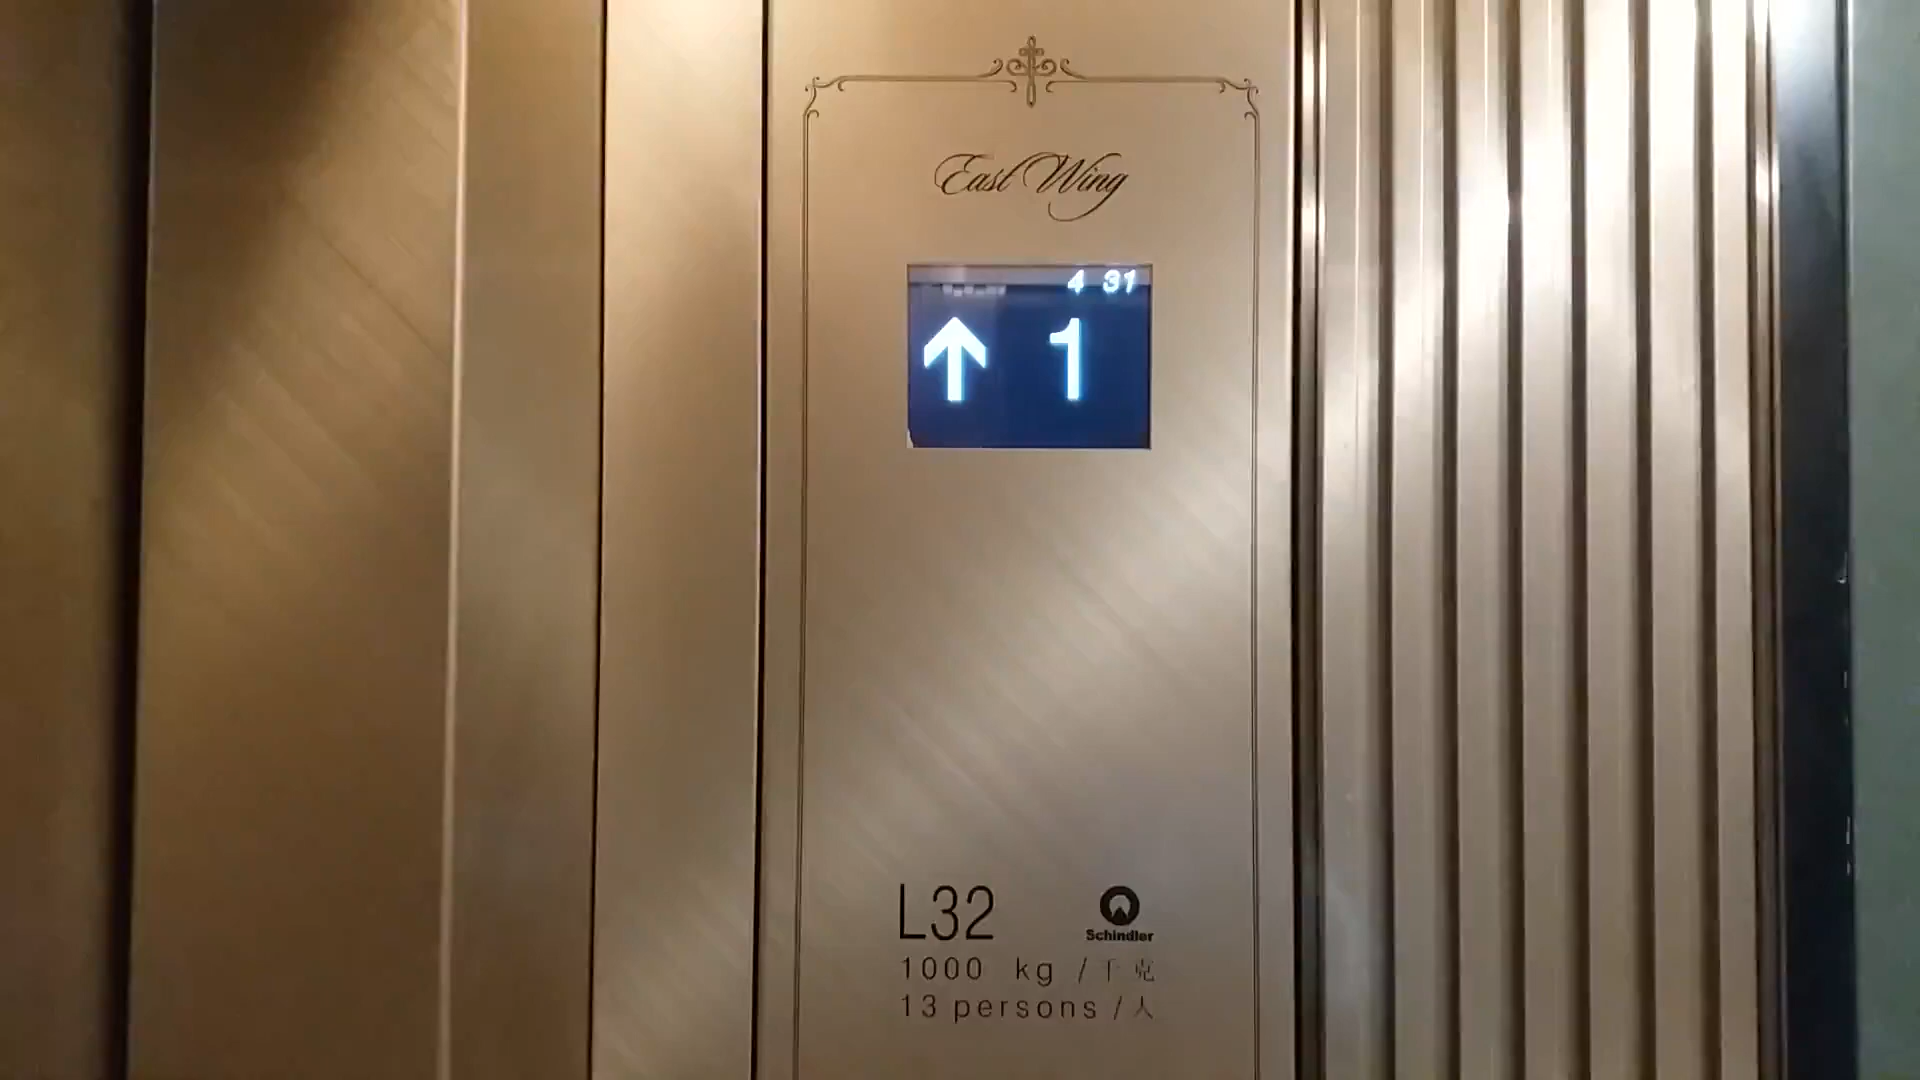 East Wing
4 31
↑ 1
L32
Schindler
1000 kg / 千克
13 persons / 人